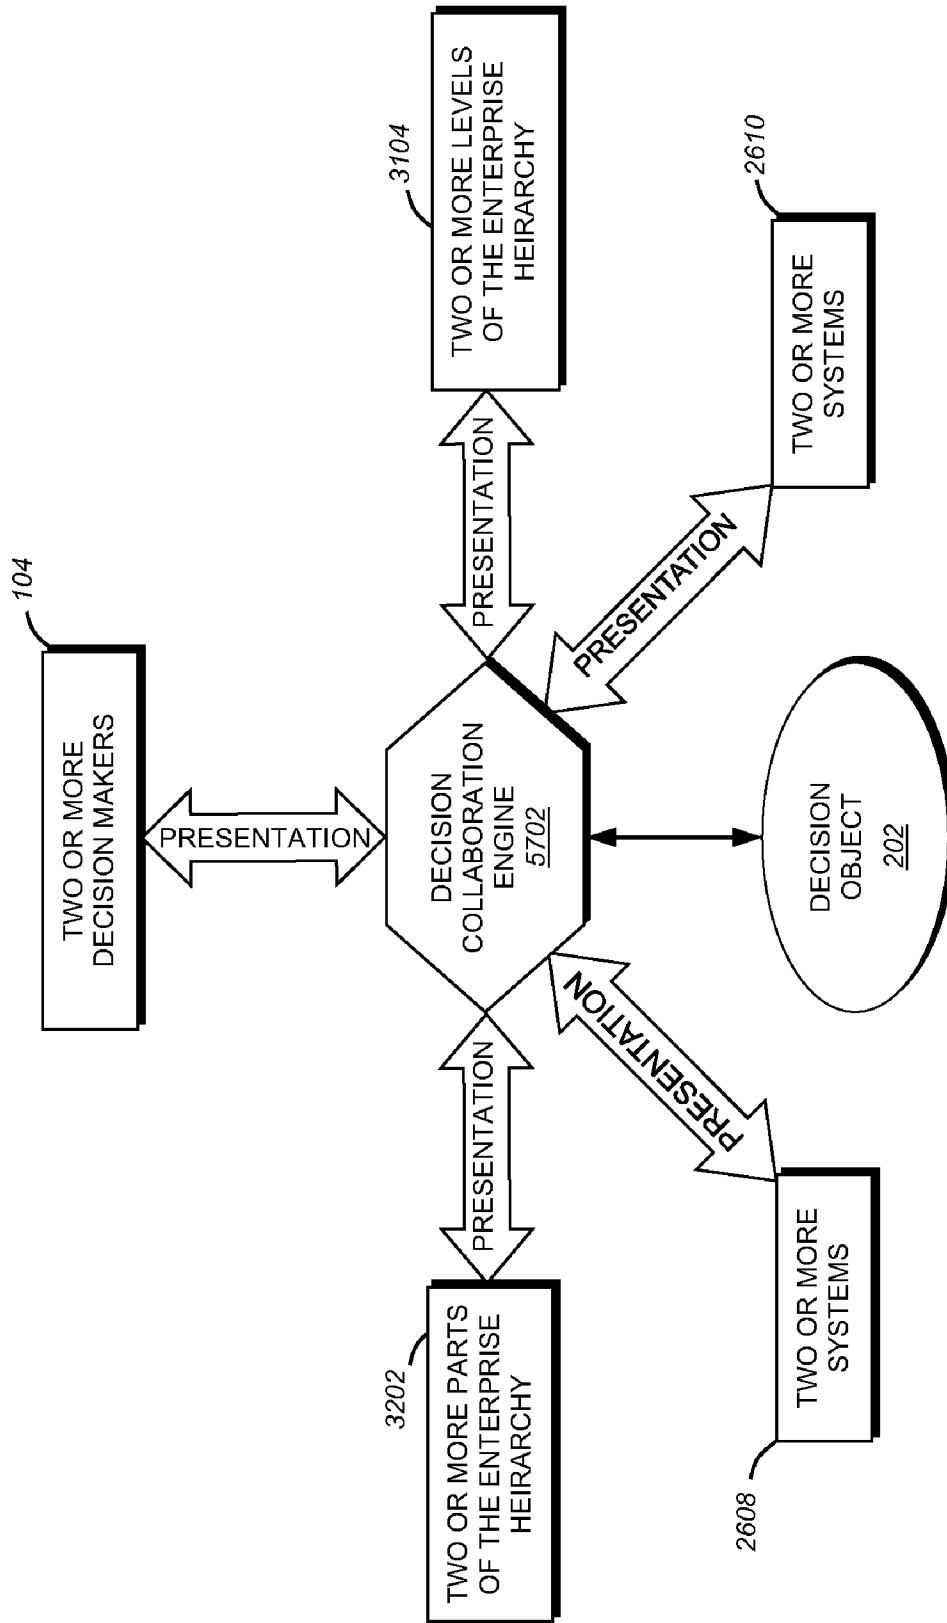 104
TWO OR MORE
DECISION MAKERS
PRESENTATION
3202
TWO OR MORE PARTS
OF THE ENTERPRISE
HEIRARCHY
PRESENTATION
DECISION
COLLABORATION
ENGINE
5702
PRESENTATION
3104
TWO OR MORE LEVELS
OF THE ENTERPRISE
HEIRARCHY
PRESENTATION
PRESENTATION
2608
TWO OR MORE
SYSTEMS
DECISION
OBJECT
202
2610
TWO OR MORE
SYSTEMS